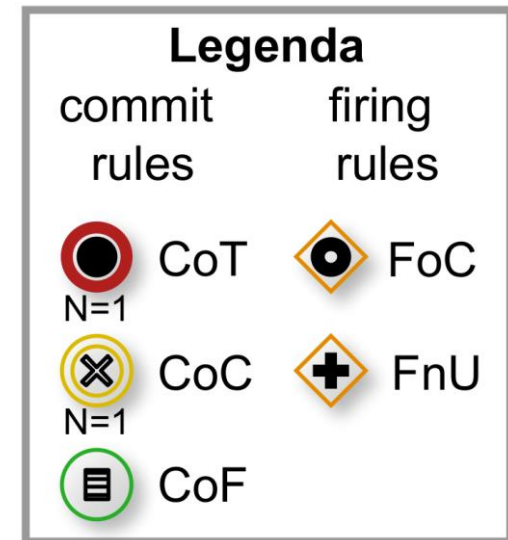 Legenda
commit firing
rules rules
CoT FoC
N=1
CoC FnU
N=1
CoF